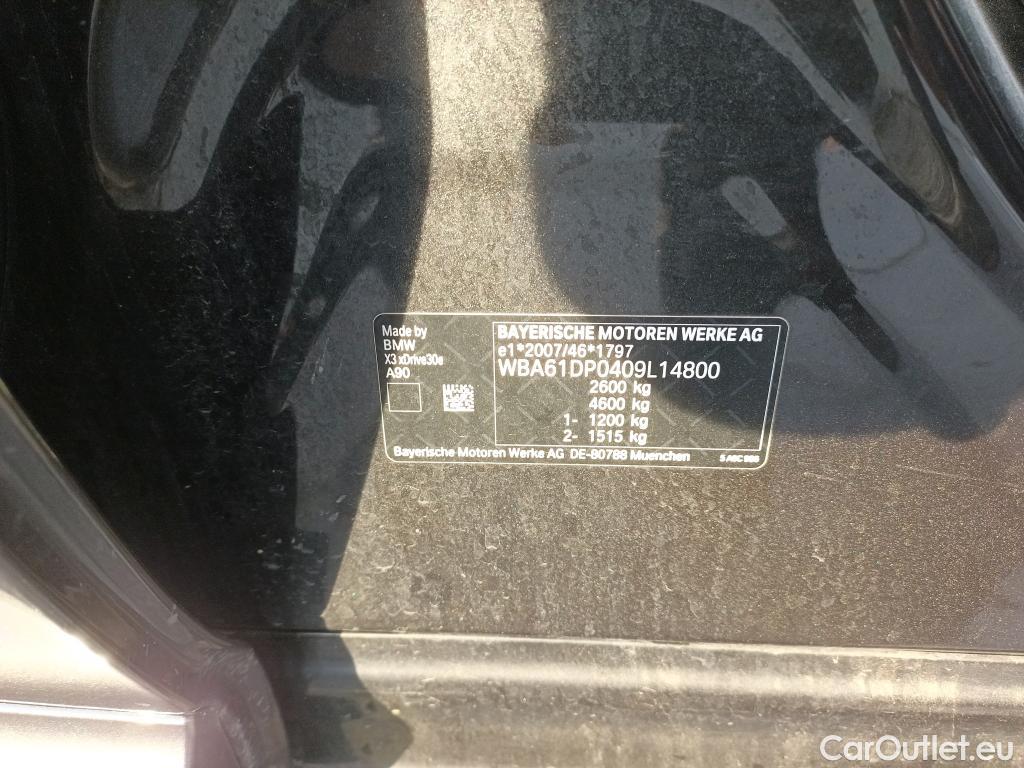 Made by
BMW
X3 xDrive30e
A90
BAYERISCHE MOTOREN WERKE AG
e1*2007/46*1797
WBA61DP0409L14800
2600 kg
4600 kg
1- 1200 kg
2- 1515 kg
Bayerische Motoren Werke AG DE-80788 Muenchen
CarOutlet.eu